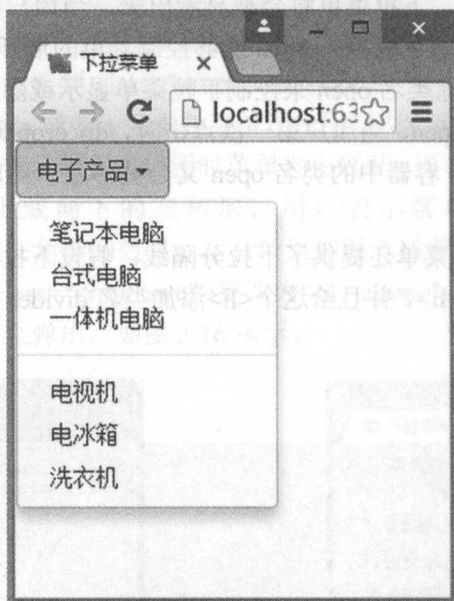 下拉菜单
localhost:63
电子产品
笔记本电脑
台式电脑
一体机电脑
电视机
电冰箱
洗衣机